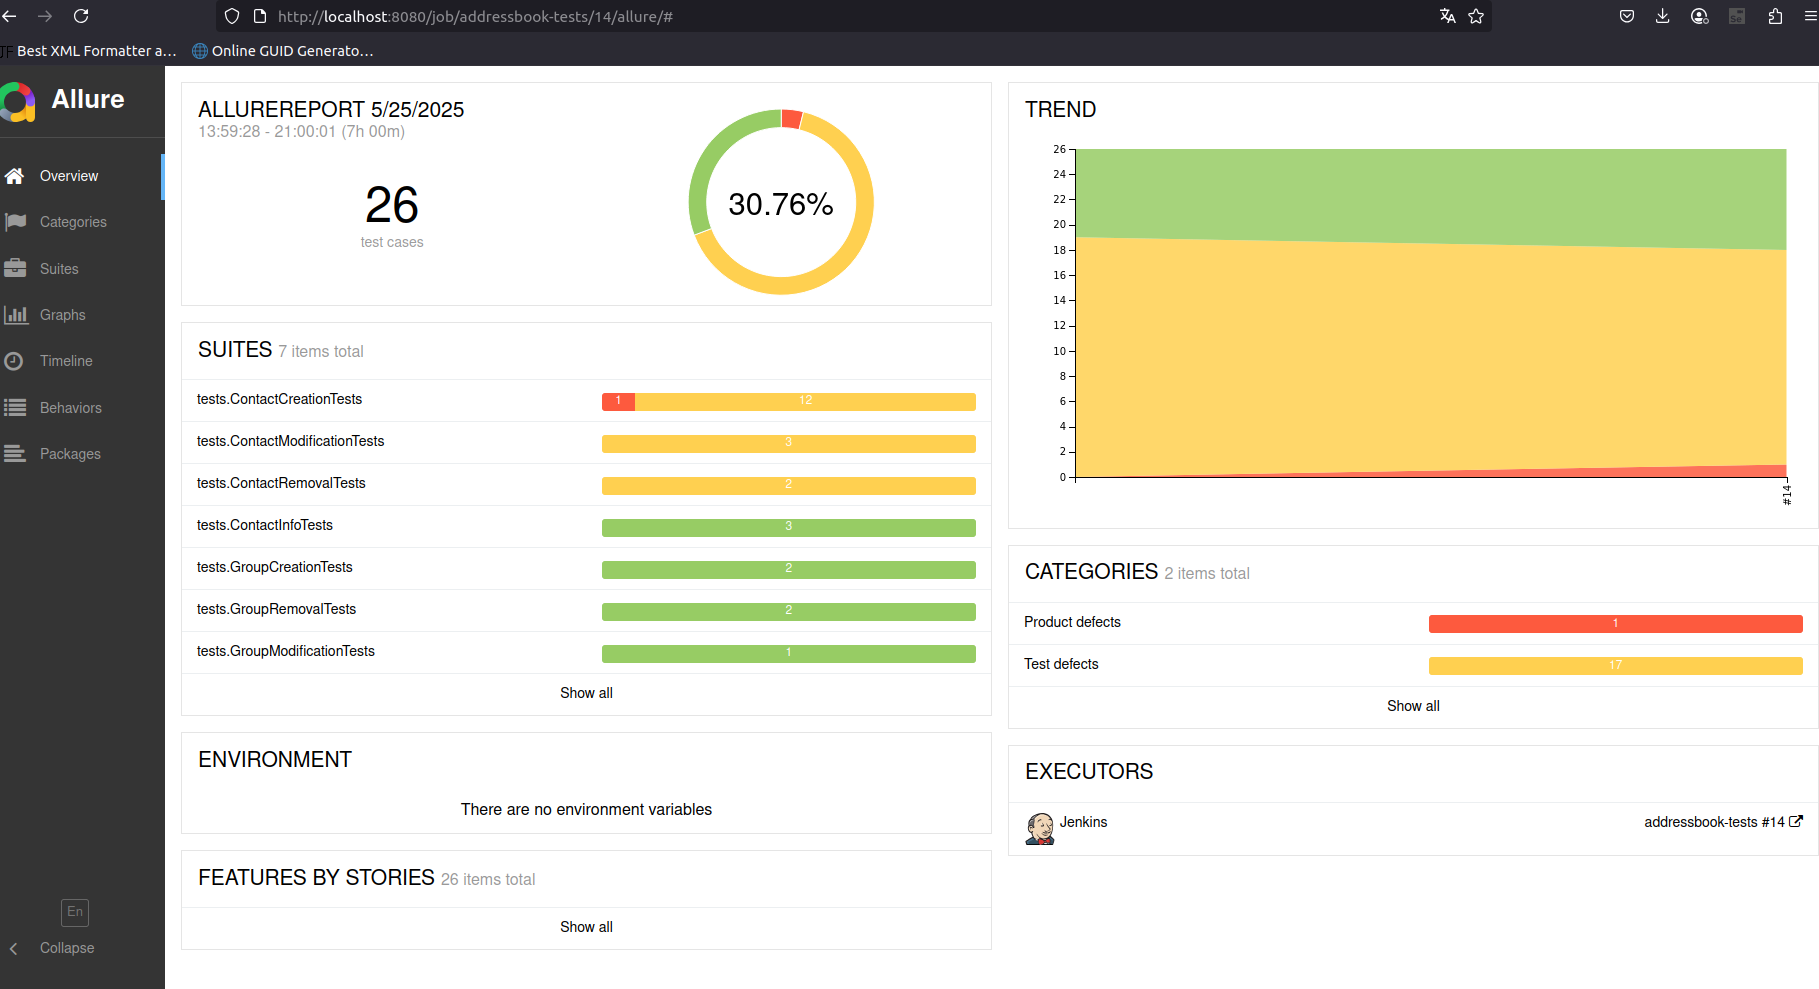 http://localhost:8080/job/addressbook-tests/14/allure/#
Best XML Formatter a…
Online GUID Generato…
Allure
Overview
Categories
Suites
Graphs
Timeline
Behaviors
Packages
En
Collapse
ALLUREREPORT 5/25/2025
13:59:28 - 21:00:01 (7h 00m)
26
test cases
30.76%
SUITES 7 items total
tests.ContactCreationTests 1 12
tests.ContactModificationTests 3
tests.ContactRemovalTests 2
tests.ContactInfoTests 3
tests.GroupCreationTests 2
tests.GroupRemovalTests 2
tests.GroupModificationTests 1
Show all
ENVIRONMENT
There are no environment variables
FEATURES BY STORIES 26 items total
Show all
TREND
26
24
22
20
18
16
14
12
10
8
6
4
2
0
#14
CATEGORIES 2 items total
Product defects 1
Test defects 17
Show all
EXECUTORS
Jenkins addressbook-tests #14